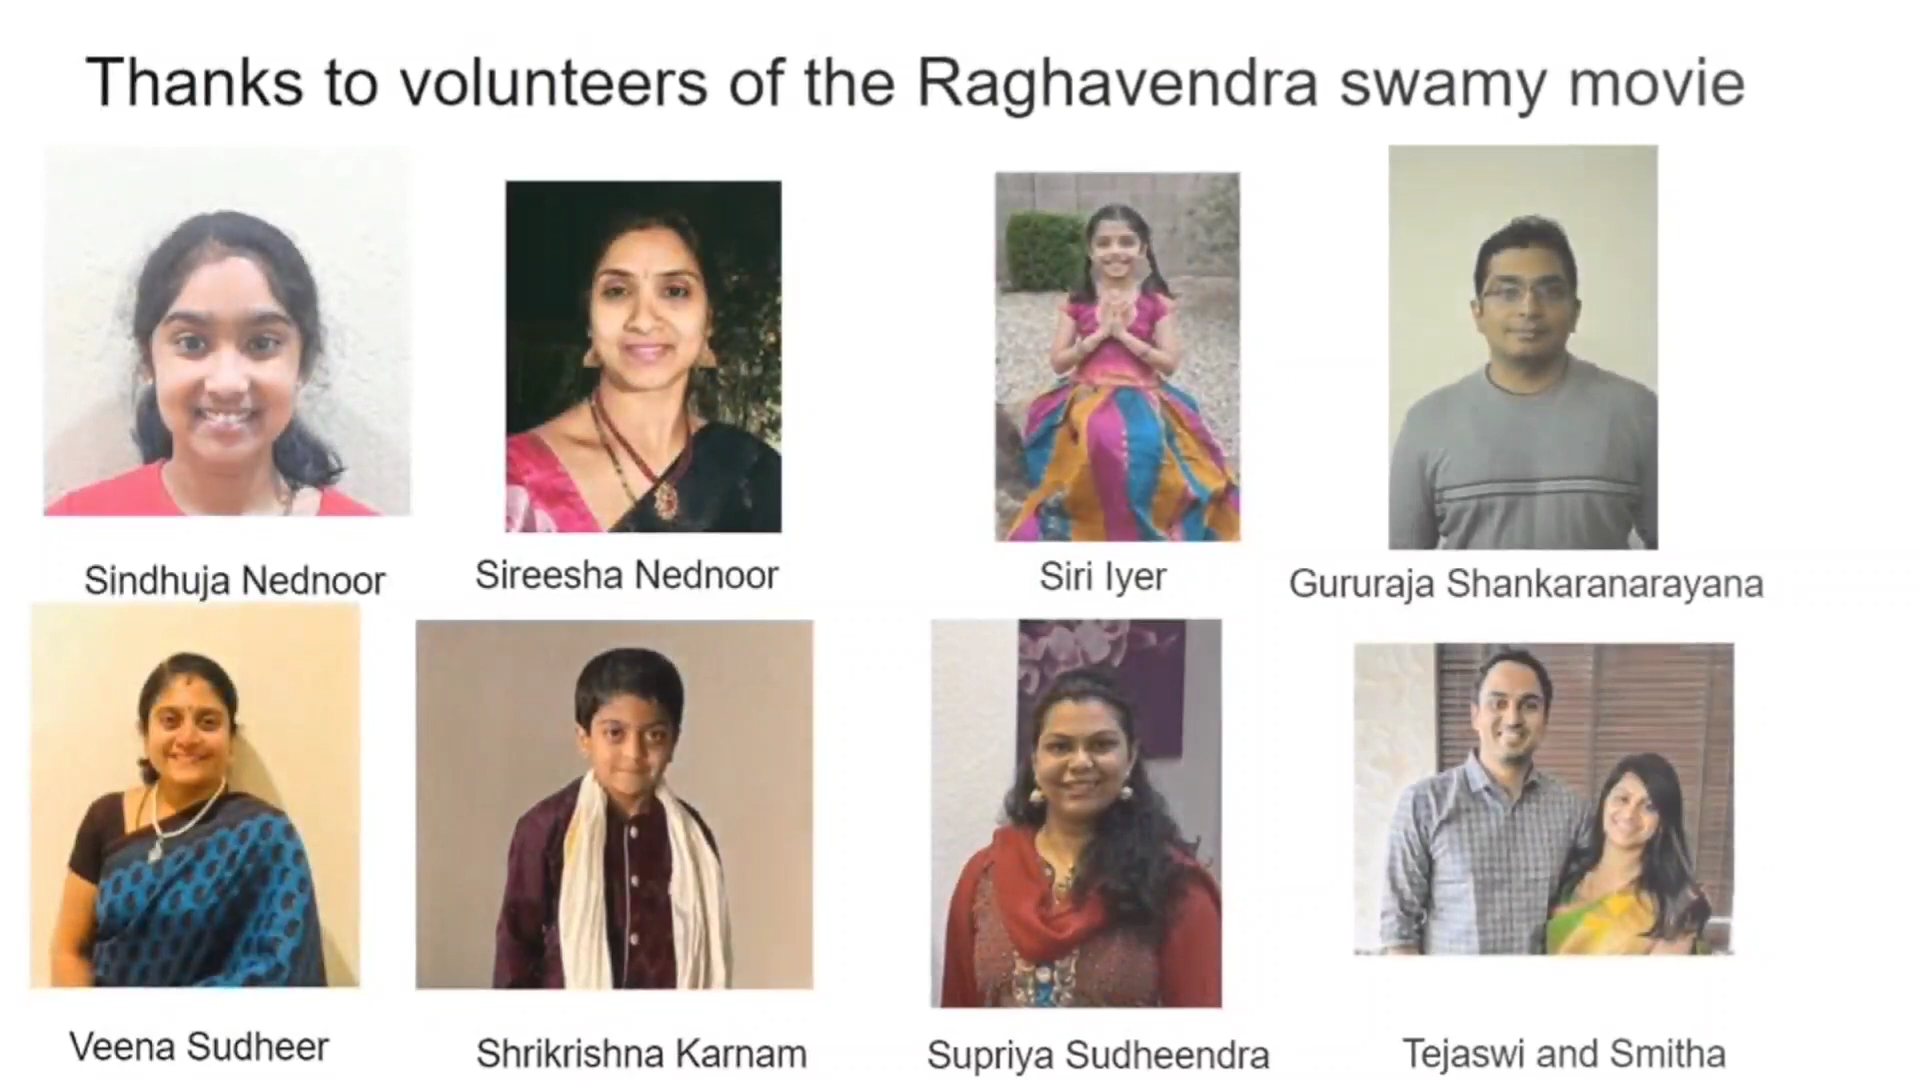 Thanks to volunteers of the Raghavendra swamy movie
Sindhuja Nednoor
Sireesha Nednoor
Siri Iyer
Gururaja Shankaranarayana
Veena Sudheer
Shrikrishna Karnam
Supriya Sudheendra
Tejaswi and Smitha